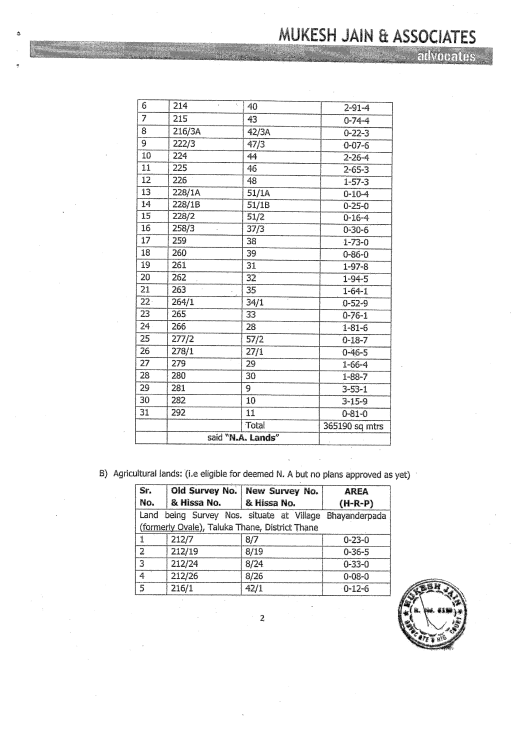 MUKESH JAIN & ASSOCIATES
advocates
6 214 40 2-91-4
7 215 43 0-74-4
8 216/3A 42/3A 0-22-3
9 222/3 47/3 0-07-6
10 224 44 2-26-4
11 225 46 2-65-3
12 226 48 1-57-3
13 228/1A 51/1A 0-10-4
14 228/1B 51/1B 0-25-0
15 228/2 51/2 0-16-4
16 258/3 37/3 0-30-6
17 259 38 1-73-0
18 260 39 0-86-0
19 261 31 1-97-8
20 262 32 1-94-5
21 263 35 1-64-1
22 264/1 34/1 0-52-9
23 265 33 0-76-1
24 266 28 1-81-6
25 277/2 57/2 0-18-7
26 278/1 27/1 0-46-5
27 279 29 1-66-4
28 280 30 1-88-7
29 281 9 3-53-1
30 282 10 3-15-9
31 292 11 0-81-0
Total 365190 sq mtrs
said "N.A. Lands"
B) Agricultural lands: (i.e eligible for deemed N. A but no plans approved as yet)
Sr. Old Survey No. New Survey No. AREA
No. & Hissa No. & Hissa No. (H-R-P)
Land being Survey Nos. situate at Village Bhayanderpada
(formerly Ovale), Taluka Thane, District Thane
1 212/7 8/7 0-23-0
2 212/19 8/19 0-36-5
3 212/24 8/24 0-33-0
4 212/26 8/26 0-08-0
5 216/1 42/1 0-12-6
2
MUKESH JAIN
ADVOCATE